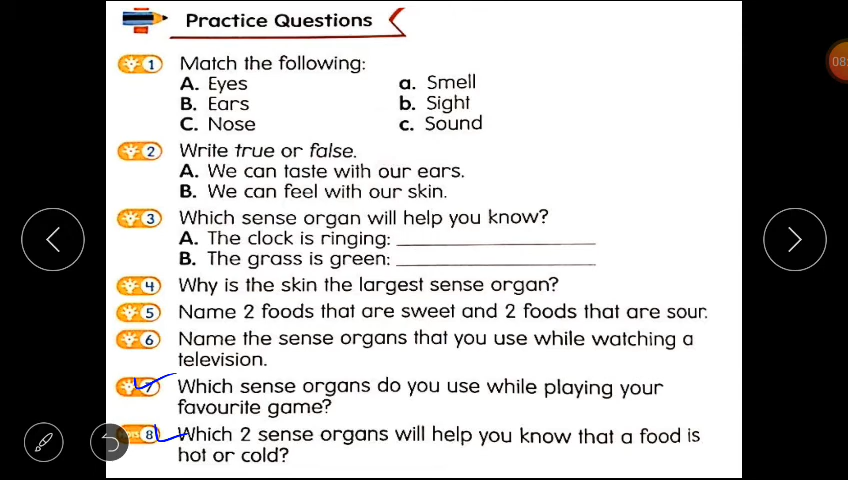 Practice Questions
1 Match the following:
A. Eyes a. Smell
B. Ears b. Sight
C. Nose c. Sound
2 Write true or false.
A. We can taste with our ears.
B. We can feel with our skin.
3 Which sense organ will help you know?
A. The clock is ringing:
B. The grass is green:
4 Why is the skin the largest sense organ?
5 Name 2 foods that are sweet and 2 foods that are sour.
6 Name the sense organs that you use while watching a
television.
7 Which sense organs do you use while playing your
favourite game?
8 Which 2 sense organs will help you know that a food is
hot or cold?